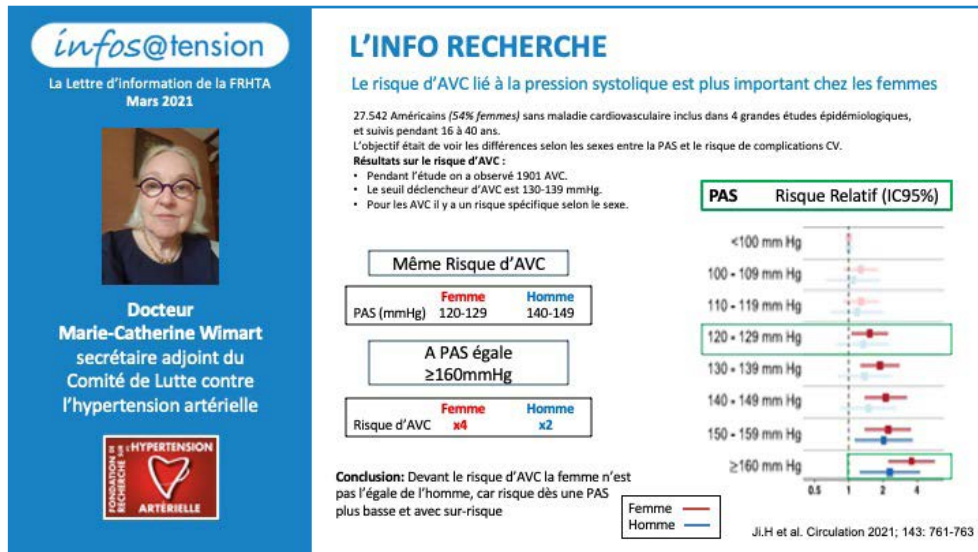 infos@tension
La Lettre d'information de la FRHTA
Mars 2021
Docteur
Marie-Catherine Wimart
secrétaire adjoint du
Comité de Lutte contre
l'hypertension artérielle
FONDATION DE
RECHERCHE SUR
L'HYPERTENSION
ARTÉRIELLE
L'INFO RECHERCHE
Le risque d'AVC lié à la pression systolique est plus important chez les femmes
27.542 Américains (54% femmes) sans maladie cardiovasculaire inclus dans 4 grandes études épidémiologiques,
et suivis pendant 16 à 40 ans.
L'objectif était de voir les différences selon les sexes entre la PAS et le risque de complications CV.
Résultats sur le risque d'AVC :
• Pendant l'étude on a observé 1901 AVC.
• Le seuil déclencheur d'AVC est 130-139 mmHg.
• Pour les AVC il y a un risque spécifique selon le sexe.
Même Risque d'AVC
Femme Homme
PAS (mmHg) 120-129 140-149
A PAS égale
≥160mmHg
Femme Homme
Risque d'AVC x4 x2
Conclusion: Devant le risque d'AVC la femme n'est
pas l'égale de l'homme, car risque dès une PAS
plus basse et avec sur-risque
PAS Risque Relatif (IC95%)
<100 mm Hg
100 - 109 mm Hg
110 - 119 mm Hg
120 - 129 mm Hg
130 - 139 mm Hg
140 - 149 mm Hg
150 - 159 mm Hg
≥160 mm Hg
0.5 1 2 4
Femme
Homme
Ji.H et al. Circulation 2021; 143: 761-763